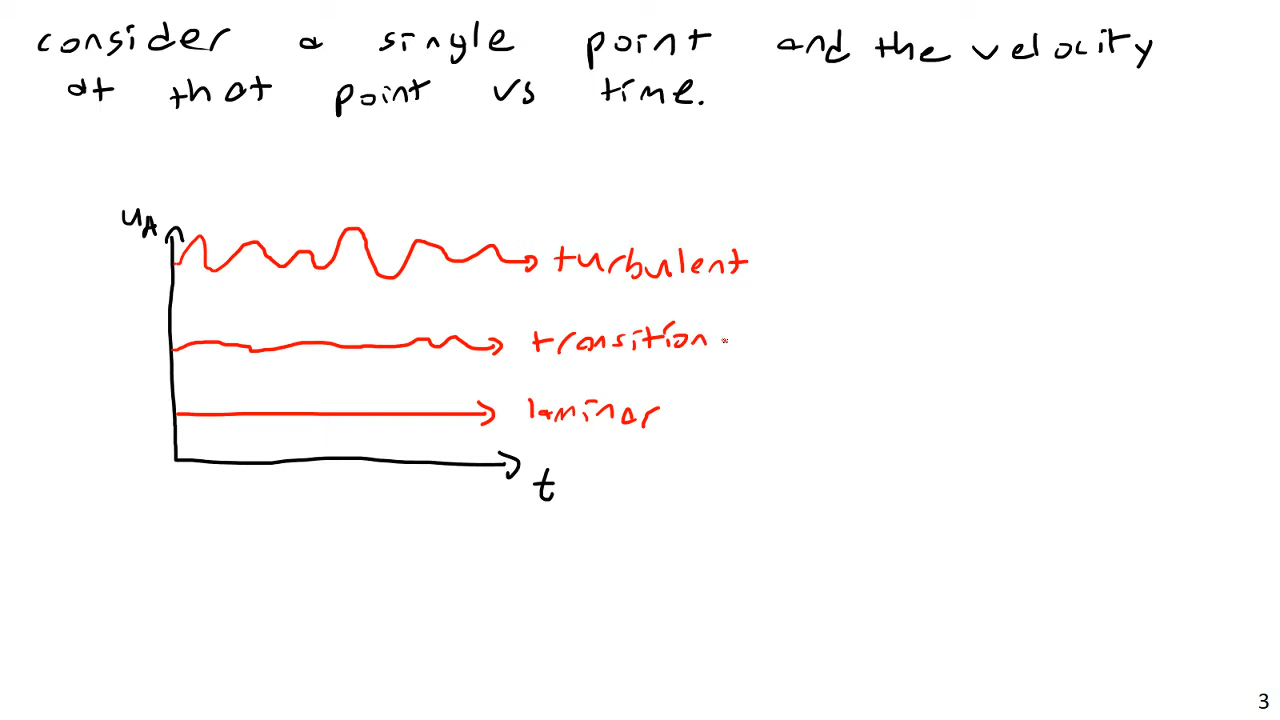 consider a single point and the velocity
at that point vs time.
uA
turbulent
transition
laminar
t
3